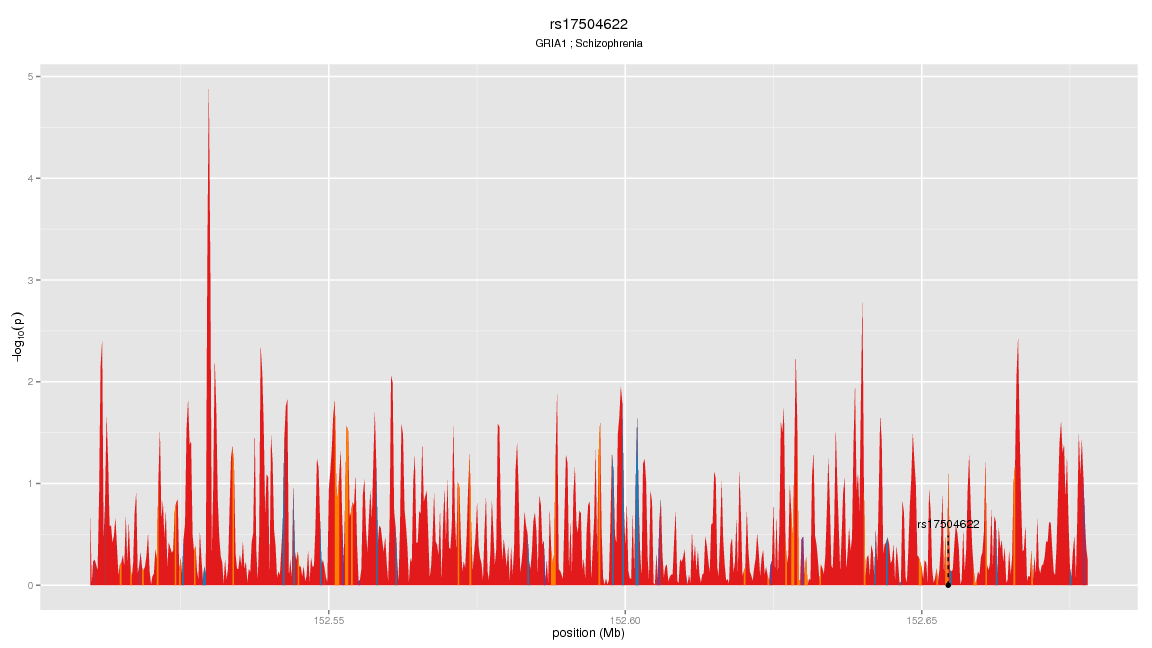 rs17504622
GRIA1 ; Schizophrenia
5
4
3
2
1
0
−log10(p)
rs17504622
152.55
152.60
152.65
position (Mb)